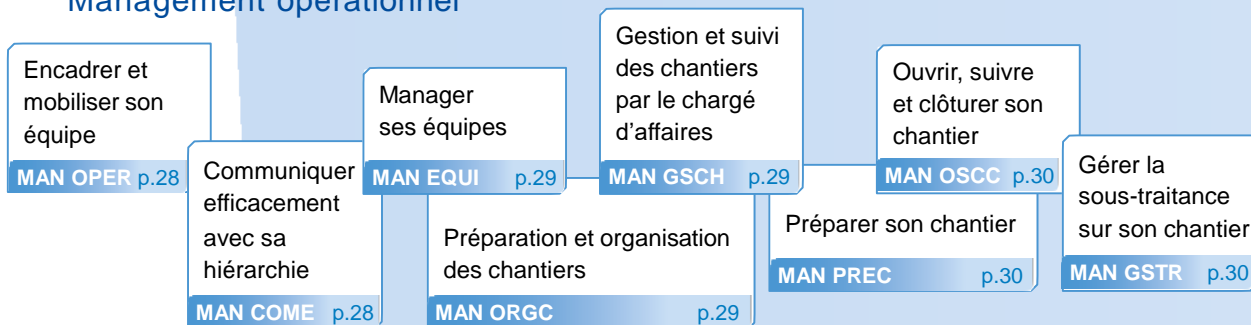 Management opérationnel
Encadrer et
mobiliser son
équipe
MAN OPER p.28
Communiquer
efficacement
avec sa
hiérarchie
MAN COME p.28
Manager
ses équipes
MAN EQUI p.29
Préparation et organisation
des chantiers
MAN ORGC p.29
Gestion et suivi
des chantiers
par le chargé
d’affaires
MAN GSCH p.29
Préparer son chantier
MAN PREC p.30
Ouvrir, suivre
et clôturer son
chantier
MAN OSCC p.30
Gérer la
sous-traitance
sur son chantier
MAN GSTR p.30